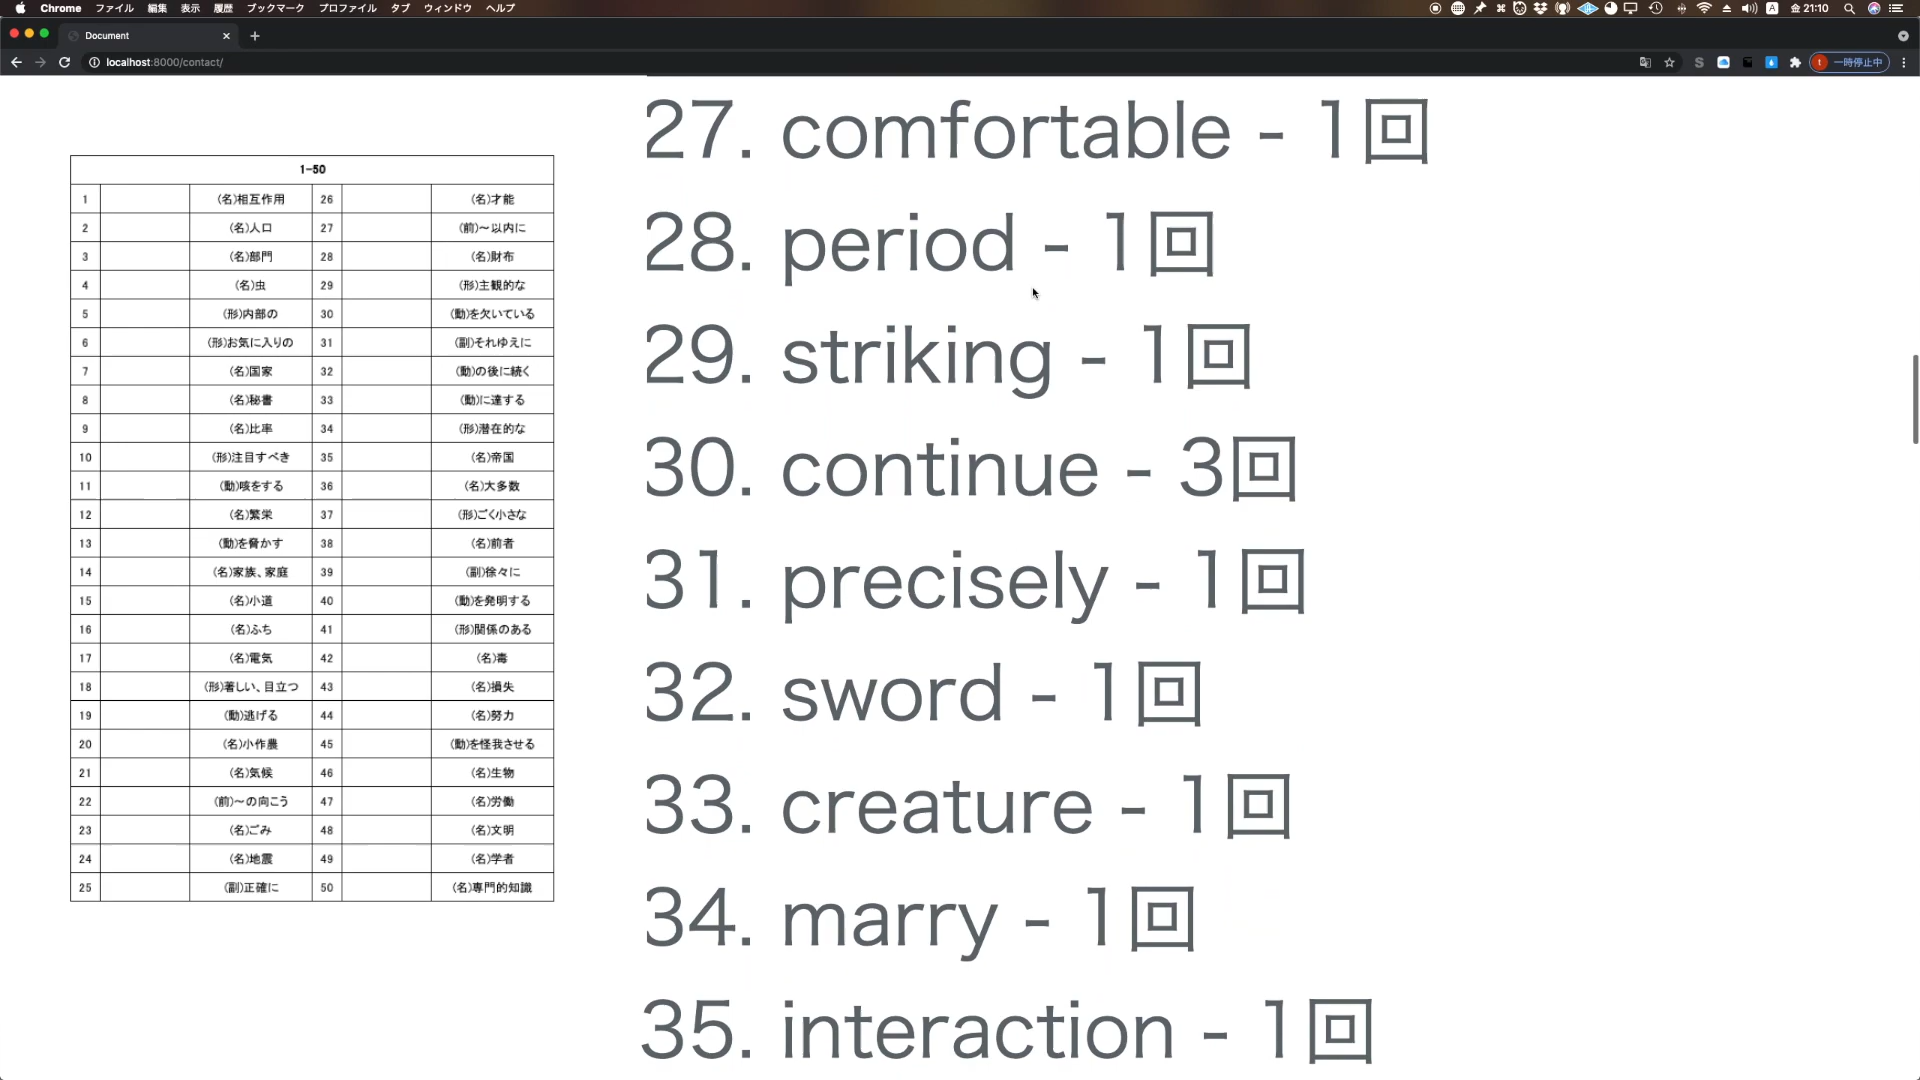 Chrome ファイル 編集 表示 履歴 ブックマーク プロファイル タブ ウィンドウ ヘルプ
金 21:10
Document
localhost:8000/contact/
一時停止中
1-50
1 (名)相互作用 26 (名)才能
2 (名)人口 27 (前)～以内に
3 (名)部門 28 (名)財布
4 (名)虫 29 (形)主観的な
5 (形)内部の 30 (動)を欠いている
6 (形)お気に入りの 31 (副)それゆえに
7 (名)国家 32 (動)の後に続く
8 (名)秘書 33 (動)に達する
9 (名)比率 34 (形)潜在的な
10 (形)注目すべき 35 (名)帝国
11 (動)咳をする 36 (名)大多数
12 (名)繁栄 37 (形)ごく小さな
13 (動)を脅かす 38 (名)前者
14 (名)家族、家庭 39 (副)徐々に
15 (名)小道 40 (動)を発明する
16 (名)ふち 41 (形)関係のある
17 (名)電気 42 (名)毒
18 (形)著しい、目立つ 43 (名)損失
19 (動)逃げる 44 (名)努力
20 (名)小作農 45 (動)を怪我させる
21 (名)気候 46 (名)生物
22 (前)～の向こう 47 (名)労働
23 (名)ごみ 48 (名)文明
24 (名)地震 49 (名)学者
25 (副)正確に 50 (名)専門的知識
27. comfortable - 1回
28. period - 1回
29. striking - 1回
30. continue - 3回
31. precisely - 1回
32. sword - 1回
33. creature - 1回
34. marry - 1回
35. interaction - 1回